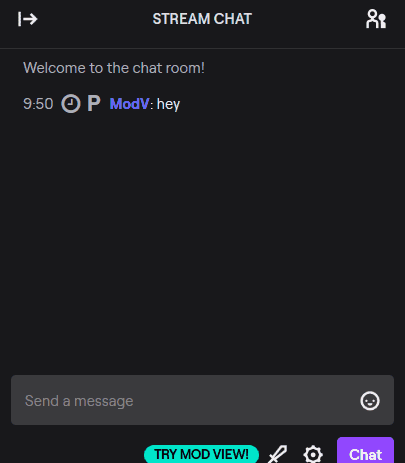 STREAM CHAT
Welcome to the chat room!
9:50 P ModV: hey
Send a message
TRY MOD VIEW! Chat